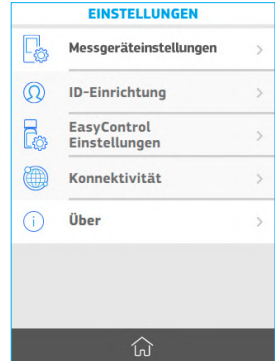 EINSTELLUNGEN
Messgeräteinstellungen
ID-Einrichtung
EasyControl
Einstellungen
Konnektivität
Über